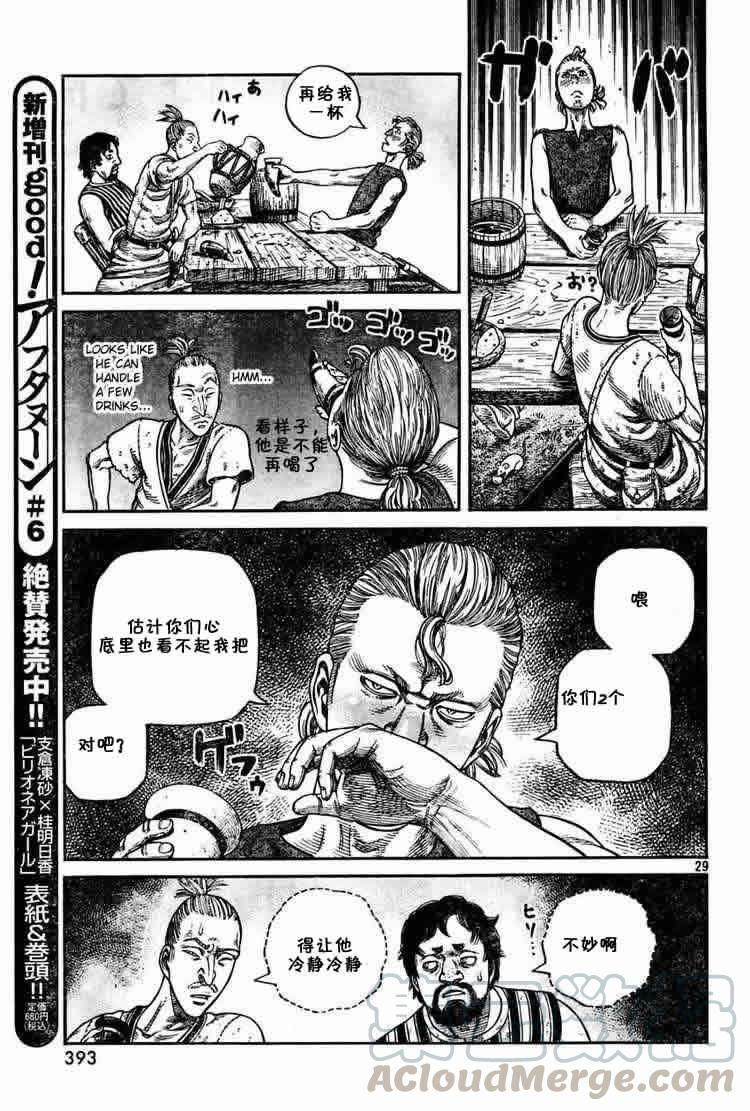 ガ
ガ
お?
再给我
一杯
あ
ハイ
ハイ
ゴッ
ゴッ
ゴッ
LOOKS LIKE
HE CAN
HANDLE
A FEW
DRINKS...
HMM...
看样子,
他是不能
再喝了
喂
你们2个
估计你们心
底里也看不起我把
对吧?
げふぅ
29
ヒソ...
不妙啊
得让他
冷静冷静
新増刊good!アフタヌーン#6絶賛発売中!!
支倉凍砂×桂明日香
「ビリオネアガール」
表紙&巻頭!!
定価
680円
(税込)
393
AcloudMerge.com